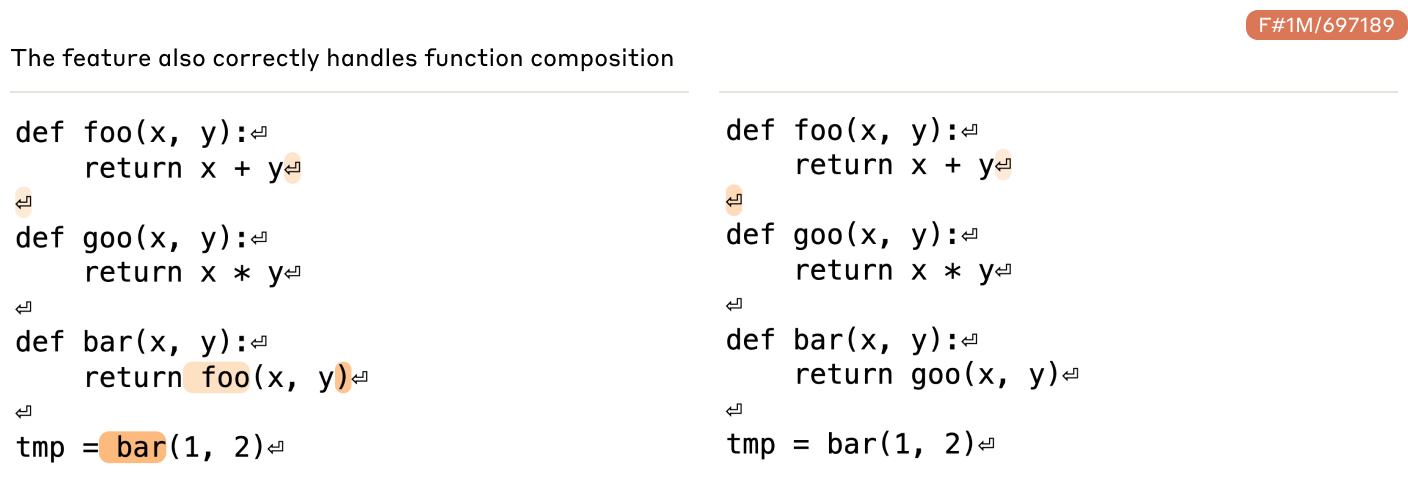 F#1M/697189
The feature also correctly handles function composition
def foo(x, y):⏎
    return x + y⏎
⏎
def goo(x, y):⏎
    return x * y⏎
⏎
def bar(x, y):⏎
    return foo(x, y)⏎
⏎
tmp = bar(1, 2)⏎
def foo(x, y):⏎
    return x + y⏎
⏎
def goo(x, y):⏎
    return x * y⏎
⏎
def bar(x, y):⏎
    return goo(x, y)⏎
⏎
tmp = bar(1, 2)⏎